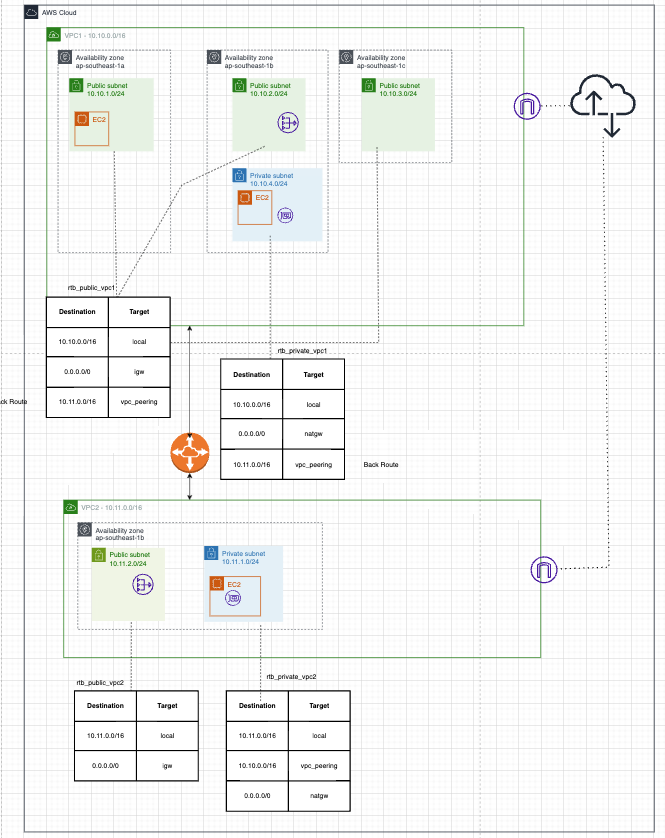 AWS Cloud
VPC1 - 10.10.0.0/16
Availability zone
ap-southeast-1a
Availability zone
ap-southeast-1b
Availability zone
ap-southeast-1c
Public subnet
10.10.1.0/24
Public subnet
10.10.2.0/24
Public subnet
10.10.3.0/24
EC2
Private subnet
10.10.4.0/24
EC2
rtb_public_vpc1
Destination Target
10.10.0.0/16 local
0.0.0.0/0 igw
10.11.0.0/16 vpc_peering
ck Route
rtb_private_vpc1
Destination Target
10.10.0.0/16 local
0.0.0.0/0 natgw
10.11.0.0/16 vpc_peering
Back Route
VPC2 - 10.11.0.0/16
Availability zone
ap-southeast-1b
Public subnet
10.11.2.0/24
Private subnet
10.11.1.0/24
EC2
rtb_public_vpc2
Destination Target
10.11.0.0/16 local
0.0.0.0/0 igw
rtb_private_vpc2
Destination Target
10.11.0.0/16 local
10.10.0.0/16 vpc_peering
0.0.0.0/0 natgw